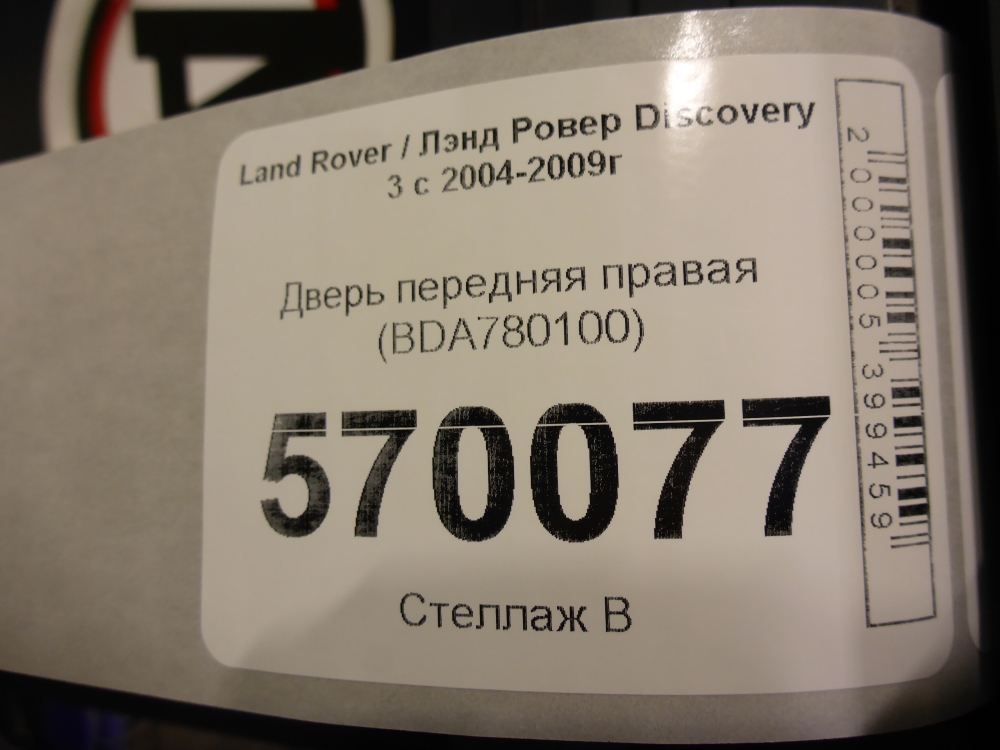 Land Rover / Лэнд Ровер Discovery
3 с 2004-2009г
Дверь передняя правая
(BDA780100)
570077
Стеллаж В
2000005399459